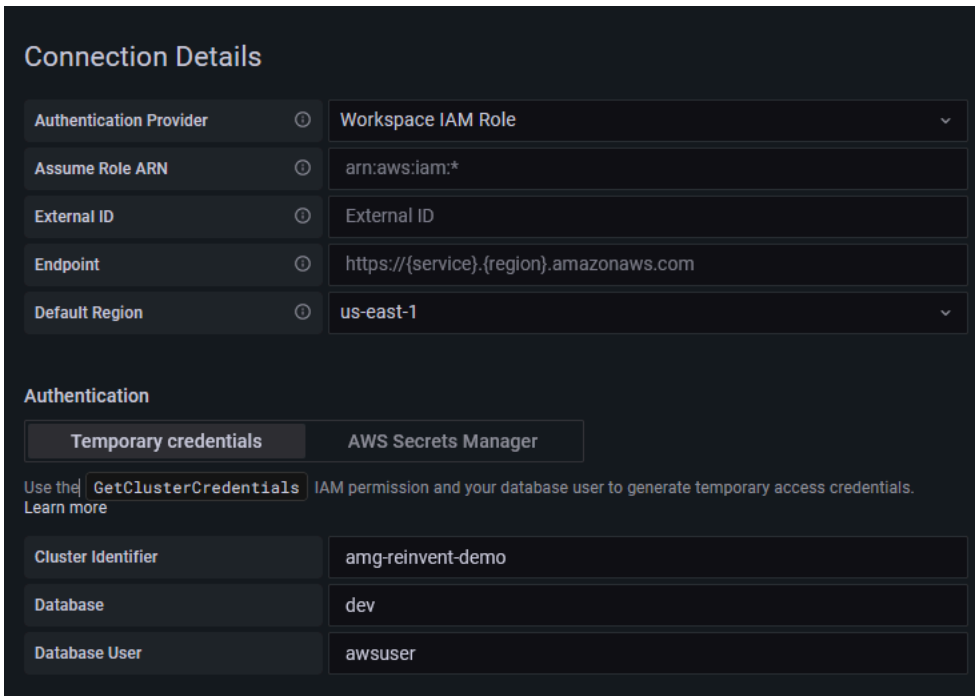 Connection Details
Authentication Provider
Workspace IAM Role
Assume Role ARN
arn:aws:iam:*
External ID
External ID
Endpoint
https://{service}.{region}.amazonaws.com
Default Region
us-east-1
Authentication
Temporary credentials
AWS Secrets Manager
Use the GetClusterCredentials IAM permission and your database user to generate temporary access credentials.
Learn more
Cluster Identifier
amg-reinvent-demo
Database
dev
Database User
awsuser